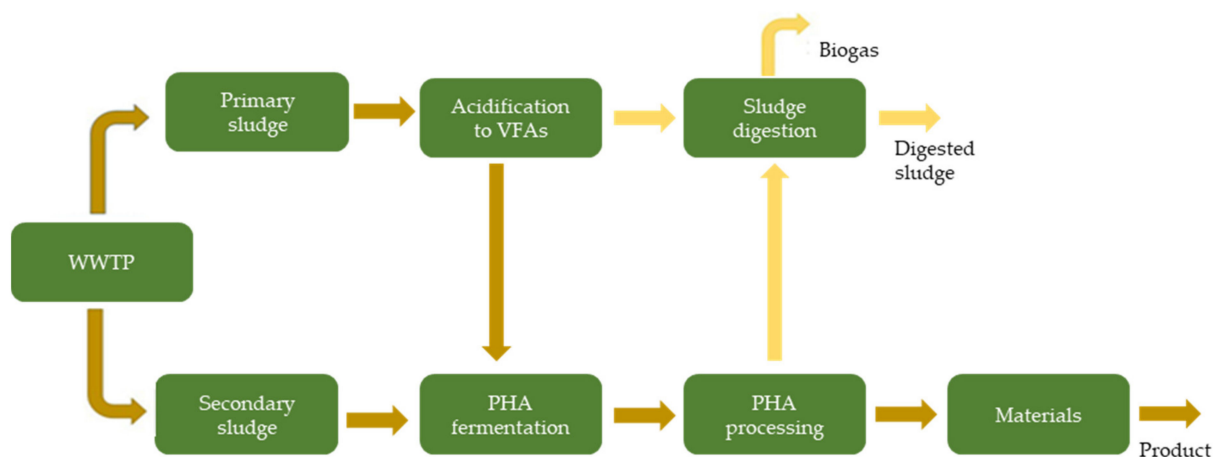 Biogas
Primary
sludge
Acidification
to VFAs
Sludge
digestion
Digested
sludge
WWTP
Secondary
sludge
PHA
fermentation
PHA
processing
Materials
Product